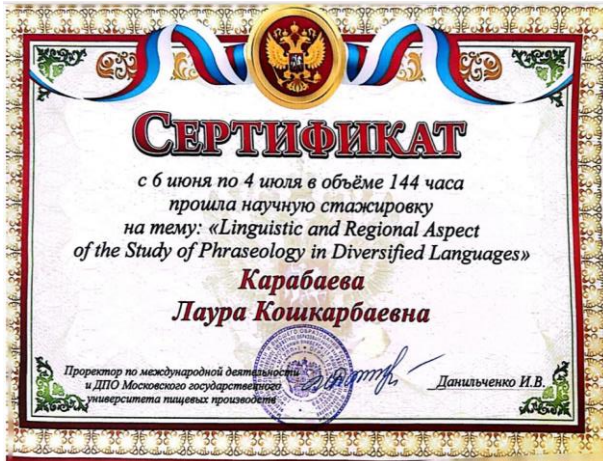 СЕРТИФИКАТ
с 6 июня по 4 июля в объёме 144 часа
прошла научную стажировку
на тему: «Linguistic and Regional Aspect
of the Study of Phraseology in Diversified Languages»
Карабаева
Лаура Кошкарбаевна
Проректор по международной деятельности
и ДПО Московского государственного
университета пищевых производств
Данильченко И.В.